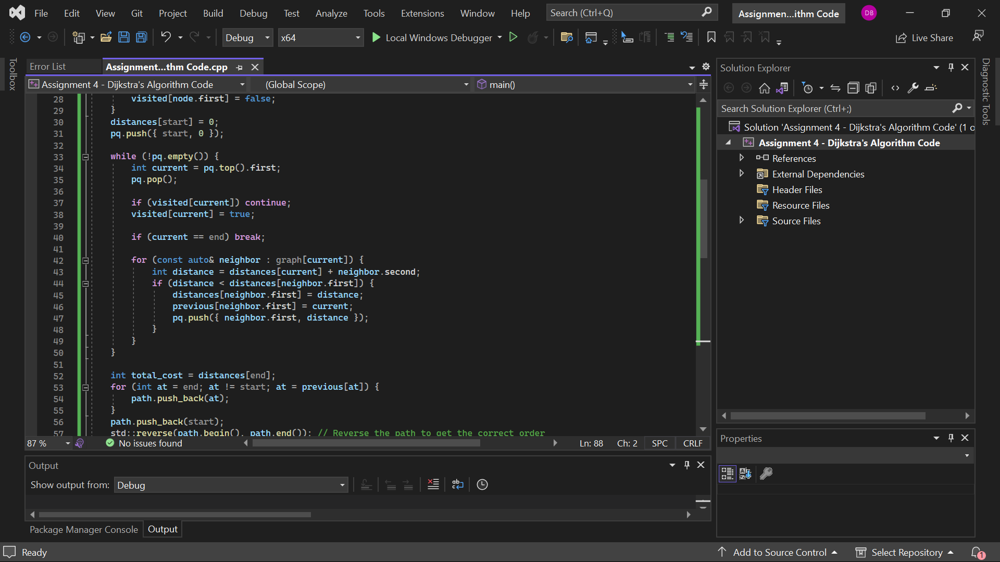 File Edit View Git Project Build Debug Test Analyze Tools Extensions Window Help Search (Ctrl+Q) Assignmen...ithm Code DB
Debug x64 Local Windows Debugger Live Share
Toolbox
Error List Assignment...thm Code.cpp
Assignment 4 - Dijkstra's Algorithm Code (Global Scope) main()
28 visited[node.first] = false;
29 }
30 distances[start] = 0;
31 pq.push({ start, 0 });
32
33 while (!pq.empty()) {
34 int current = pq.top().first;
35 pq.pop();
36
37 if (visited[current]) continue;
38 visited[current] = true;
39
40 if (current == end) break;
41
42 for (const auto& neighbor : graph[current]) {
43 int distance = distances[current] + neighbor.second;
44 if (distance < distances[neighbor.first]) {
45 distances[neighbor.first] = distance;
46 previous[neighbor.first] = current;
47 pq.push({ neighbor.first, distance });
48 }
49 }
50 }
51
52 int total_cost = distances[end];
53 for (int at = end; at != start; at = previous[at]) {
54 path.push_back(at);
55 }
56 path.push_back(start);
57 std::reverse(path.begin(), path.end()); // Reverse the path to get the correct order
87 % No issues found Ln: 88 Ch: 2 SPC CRLF
Output
Show output from: Debug
Package Manager Console Output
Solution Explorer
Search Solution Explorer (Ctrl+;)
Solution 'Assignment 4 - Dijkstra's Algorithm Code' (1 o
Assignment 4 - Dijkstra's Algorithm Code
References
External Dependencies
Header Files
Resource Files
Source Files
Properties
Diagnostic Tools
Ready Add to Source Control Select Repository 1